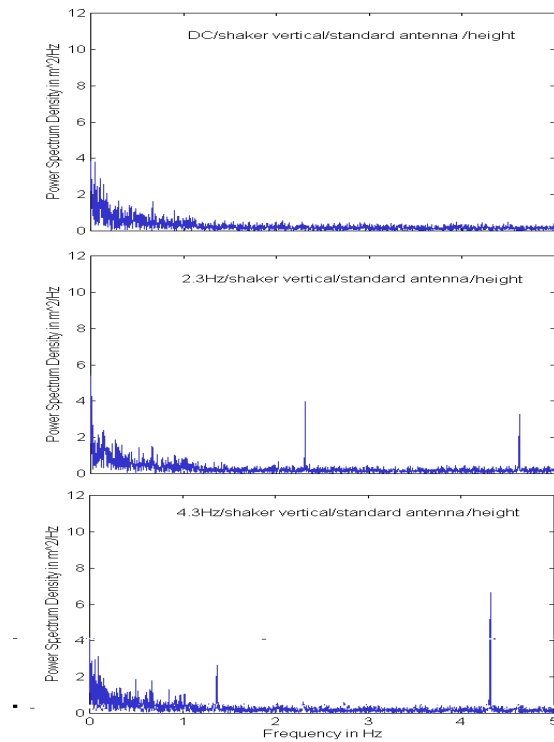 12
10
8
6
4
2
0
Power Spectrum Density in m^2/Hz
DC/shaker vertical/standard antenna/height
12
10
8
6
4
2
0
Power Spectrum Density in m^2/Hz
2.3Hz/shaker vertical/standard antenna/height
12
10
8
6
4
2
0
Power Spectrum Density in m^2/Hz
4.3Hz/shaker vertical/standard antenna/height
0 1 2 3 4 5
Frequency in Hz